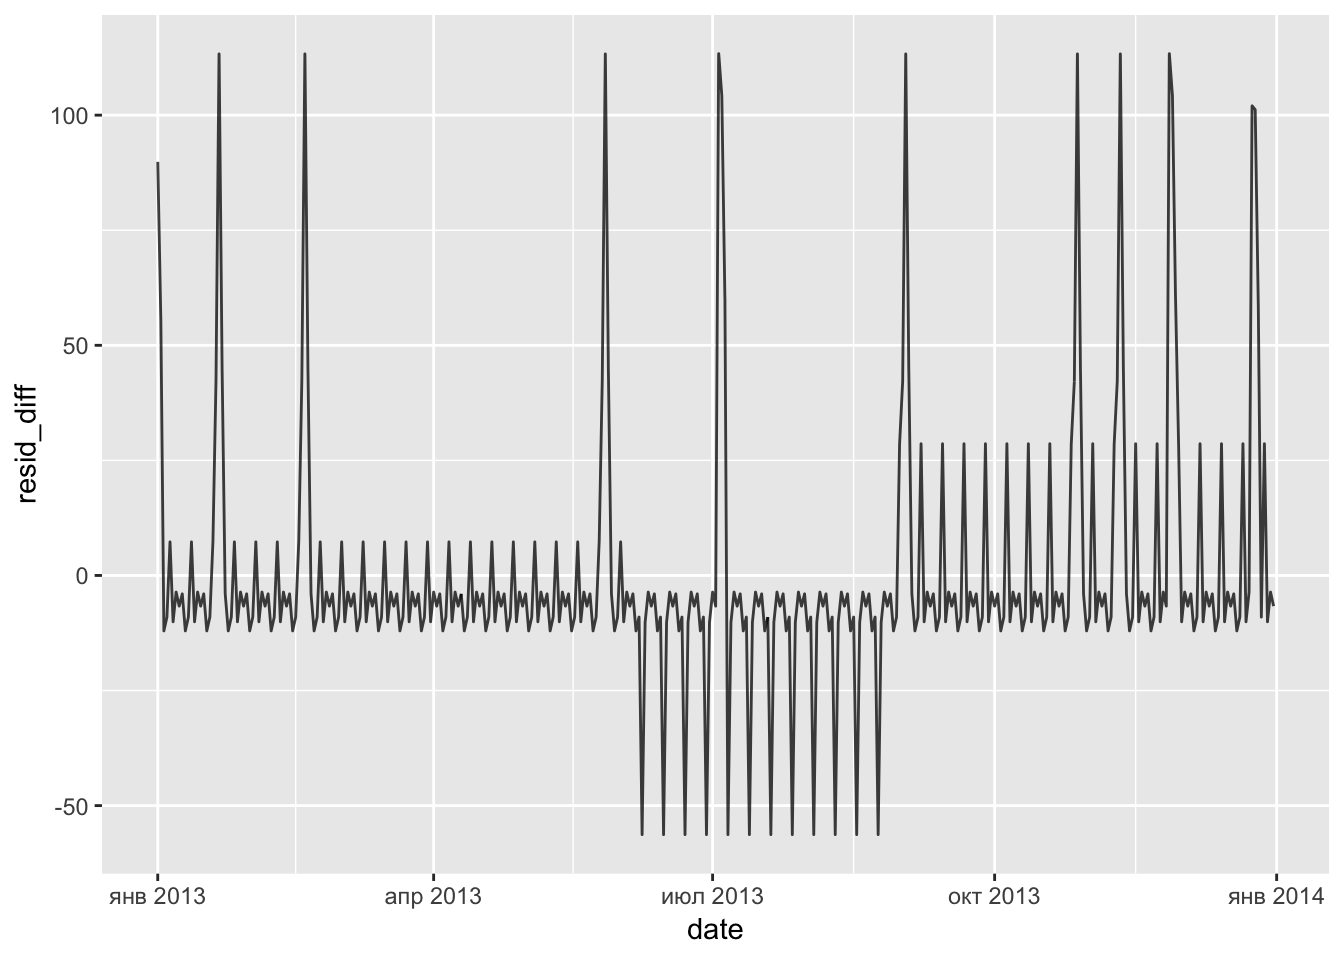 100
50
0
-50
resid_diff
янв 2013
апр 2013
июл 2013
окт 2013
янв 2014
date